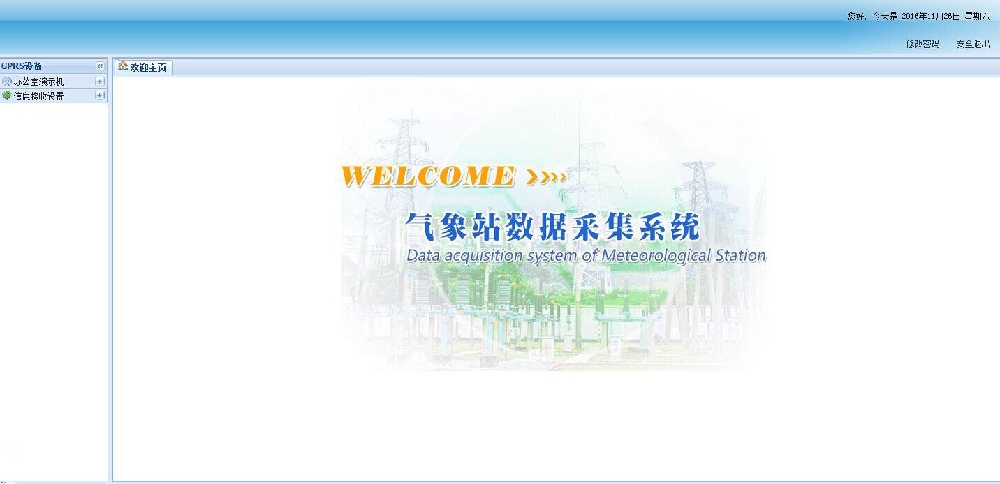 您好, 今天是 2016年11月26日 星期六
修改密码 安全退出
GPRS设备
办公室演示机
信息接收设置
欢迎主页
WELCOME
气象站数据采集系统
Data acquisition system of Meteorological Station